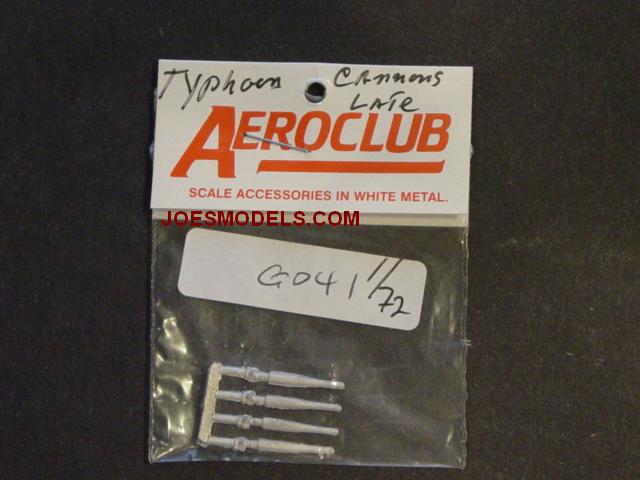 Typhoon Cannons
Late
AEROCLUB
SCALE ACCESSORIES IN WHITE METAL.
JOESMODELS.COM
G041 1/72